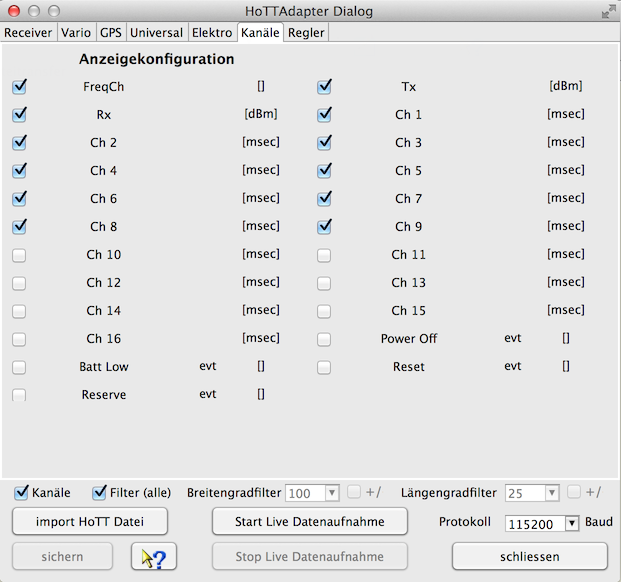 HoTTAdapter Dialog
Receiver Vario GPS Universal Elektro Kanäle Regler
Anzeigekonfiguration
FreqCh [] Tx [dBm]
Rx [dBm] Ch 1 [msec]
Ch 2 [msec] Ch 3 [msec]
Ch 4 [msec] Ch 5 [msec]
Ch 6 [msec] Ch 7 [msec]
Ch 8 [msec] Ch 9 [msec]
Ch 10 [msec] Ch 11 [msec]
Ch 12 [msec] Ch 13 [msec]
Ch 14 [msec] Ch 15 [msec]
Ch 16 [msec] Power Off evt []
Batt Low evt [] Reset evt []
Reserve evt []
Kanäle Filter (alle) Breitengradfilter 100 +/ Längengradfilter 25 +/
import HoTT Datei Start Live Datenaufnahme Protokoll 115200 Baud
sichern ? Stop Live Datenaufnahme schliessen